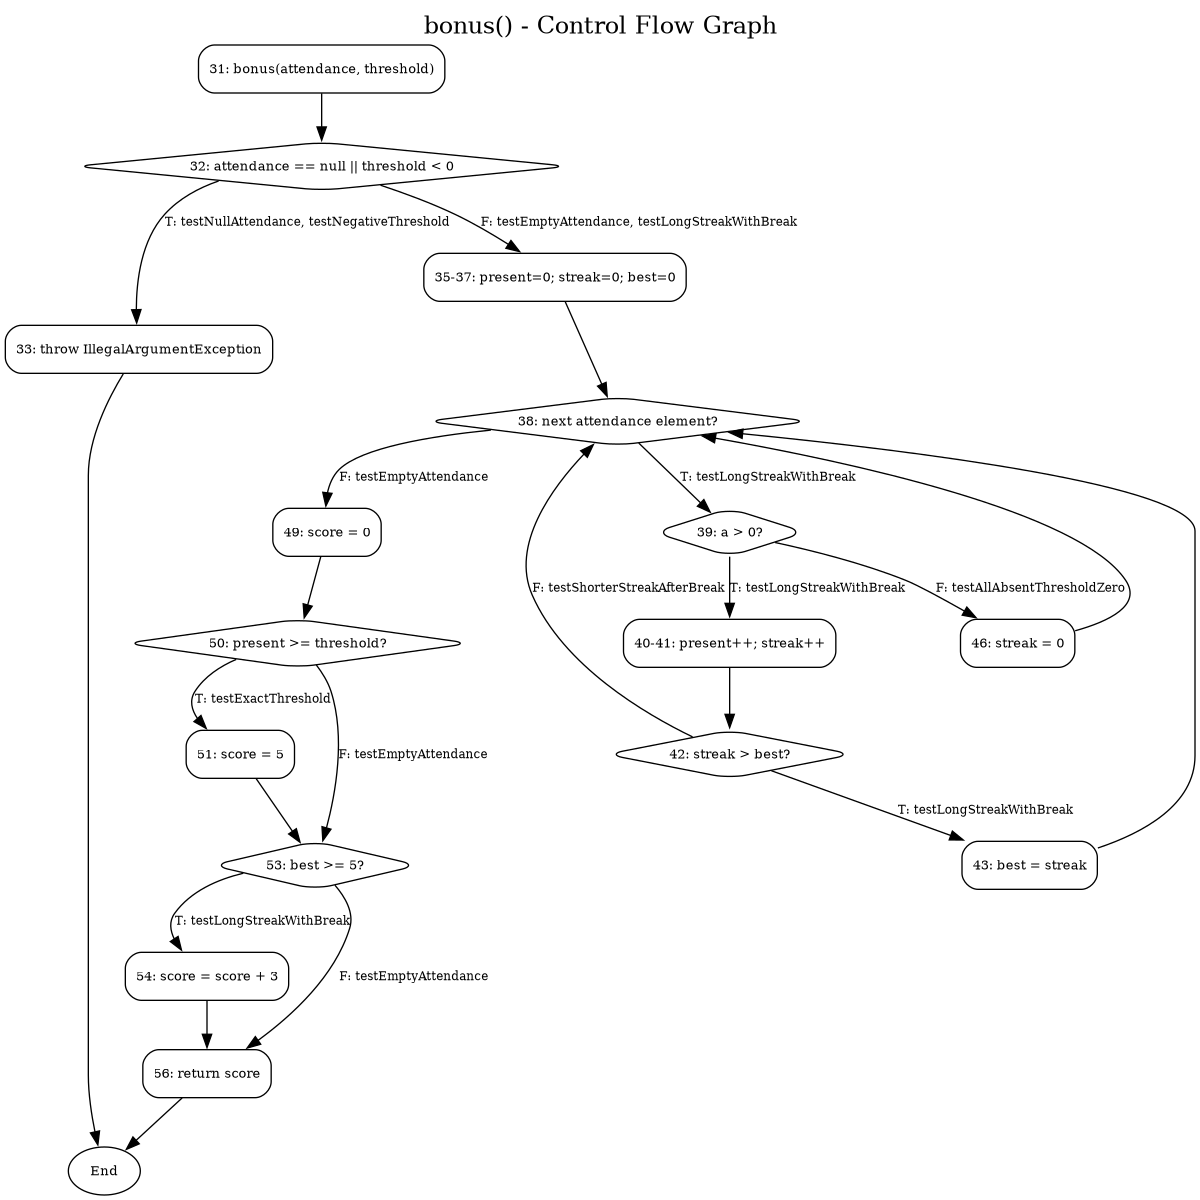 bonus() - Control Flow Graph
31: bonus(attendance, threshold)
32: attendance == null || threshold < 0
T: testNullAttendance, testNegativeThreshold
F: testEmptyAttendance, testLongStreakWithBreak
35-37: present=0; streak=0; best=0
33: throw IllegalArgumentException
38: next attendance element?
F: testEmptyAttendance
T: testLongStreakWithBreak
49: score = 0
39: a > 0?
F: testShorterStreakAfterBreak
T: testLongStreakWithBreak
F: testAllAbsentThresholdZero
50: present >= threshold?
40-41: present++; streak++
46: streak = 0
T: testExactThreshold
51: score = 5
F: testEmptyAttendance
42: streak > best?
T: testLongStreakWithBreak
53: best >= 5?
43: best = streak
T: testLongStreakWithBreak
54: score = score + 3
F: testEmptyAttendance
56: return score
End